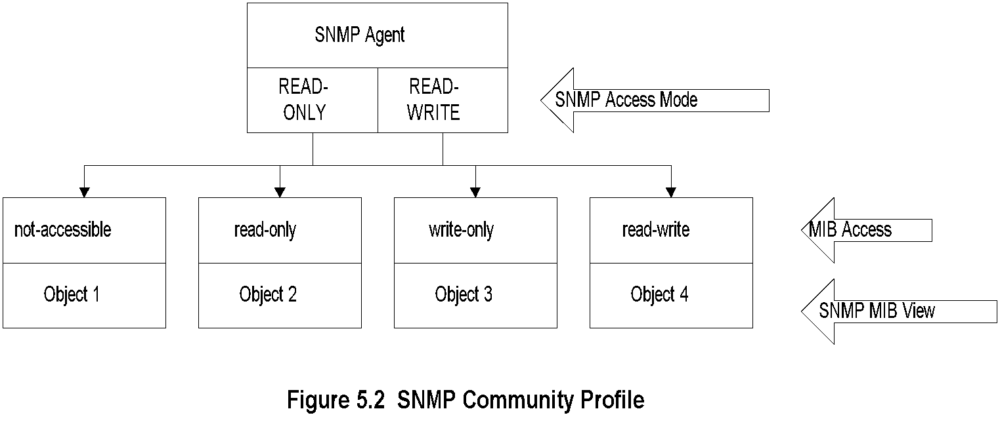 SNMP Agent
READ-
ONLY
READ-
WRITE
SNMP Access Mode
not-accessible
read-only
write-only
read-write
MIB Access
Object 1
Object 2
Object 3
Object 4
SNMP MIB View
Figure 5.2 SNMP Community Profile